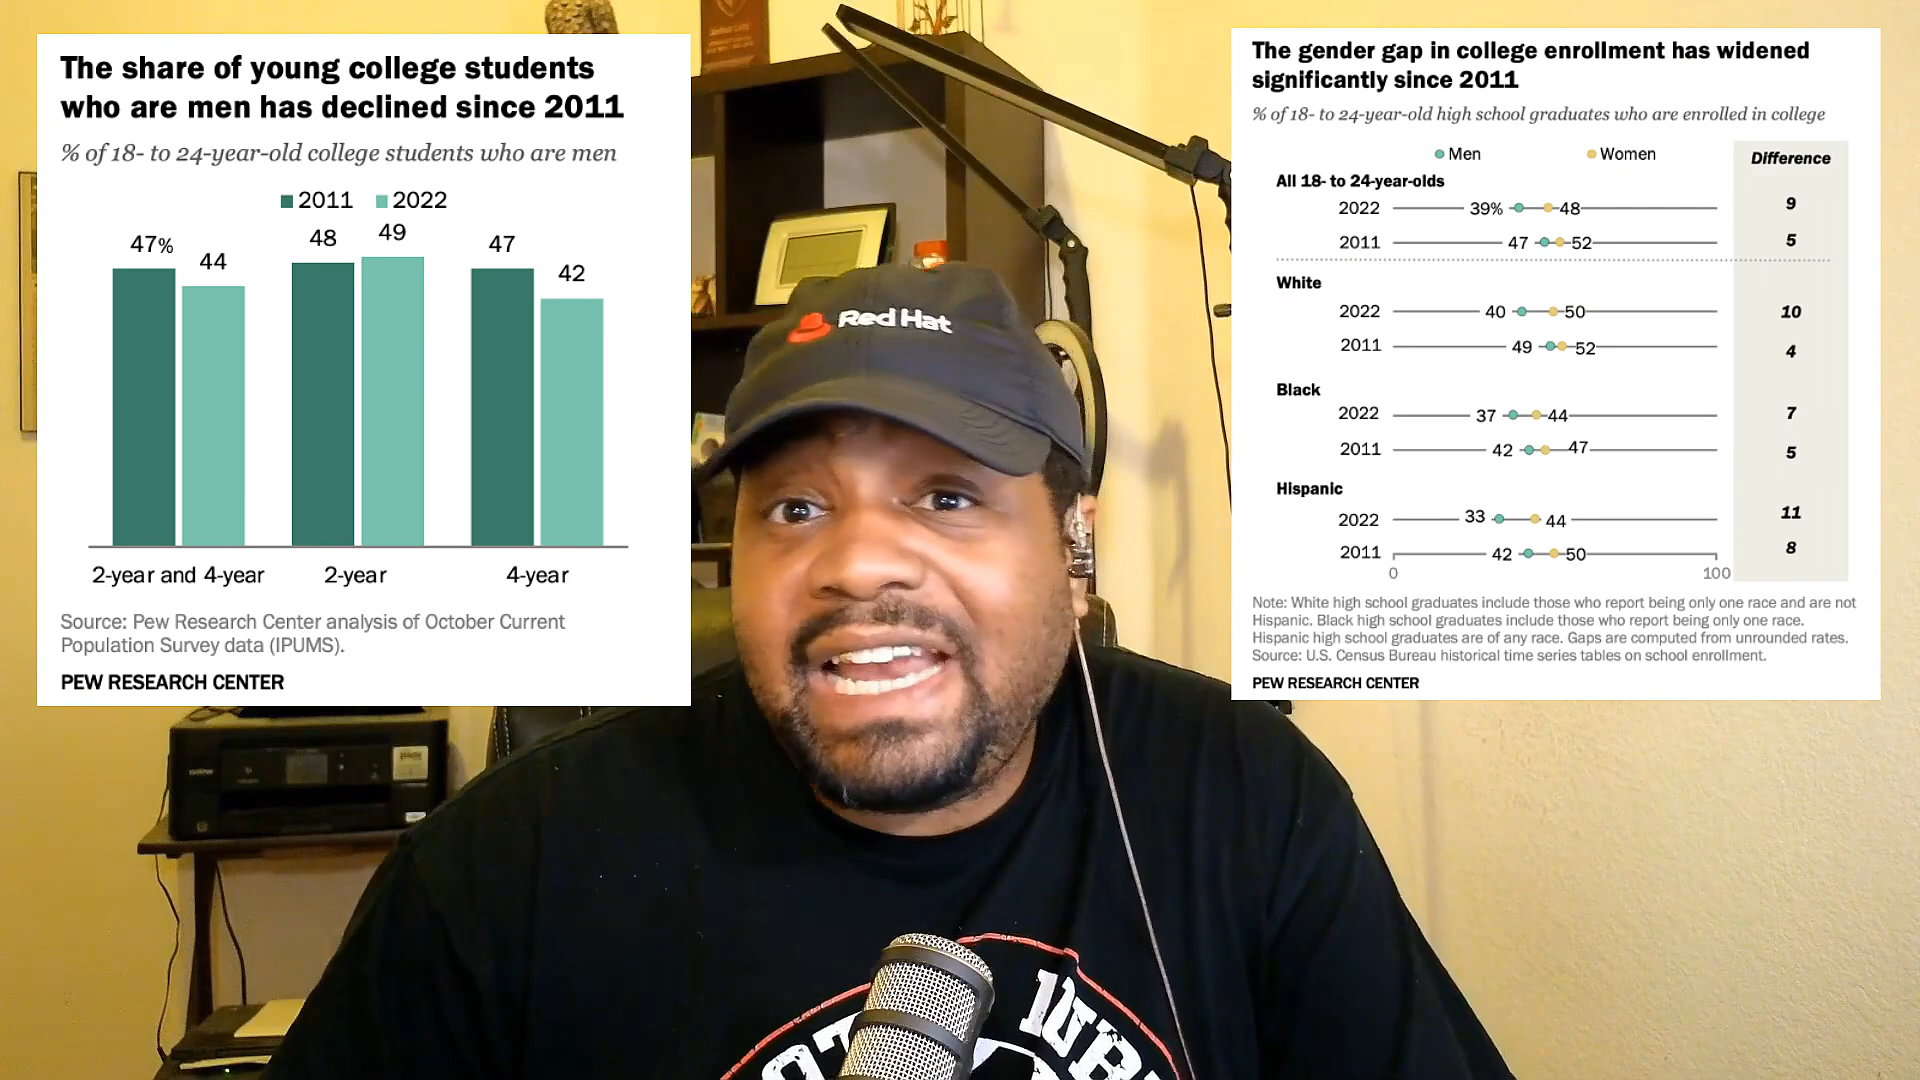 The share of young college students
who are men has declined since 2011
% of 18- to 24-year-old college students who are men
2011 2022
47% 44 48 49 47 42
2-year and 4-year 2-year 4-year
Source: Pew Research Center analysis of October Current
Population Survey data (IPUMS).
PEW RESEARCH CENTER
Red Hat
The gender gap in college enrollment has widened
significantly since 2011
% of 18- to 24-year-old high school graduates who are enrolled in college
Men Women Difference
All 18- to 24-year-olds
2022 39% 48 9
2011 47 52 5
White
2022 40 50 10
2011 49 52 4
Black
2022 37 44 7
2011 42 47 5
Hispanic
2022 33 44 11
2011 42 50 8
0 100
Note: White high school graduates include those who report being only one race and are not
Hispanic. Black high school graduates include those who report being only one race.
Hispanic high school graduates are of any race. Gaps are computed from unrounded rates.
Source: U.S. Census Bureau historical time series tables on school enrollment.
PEW RESEARCH CENTER
brother